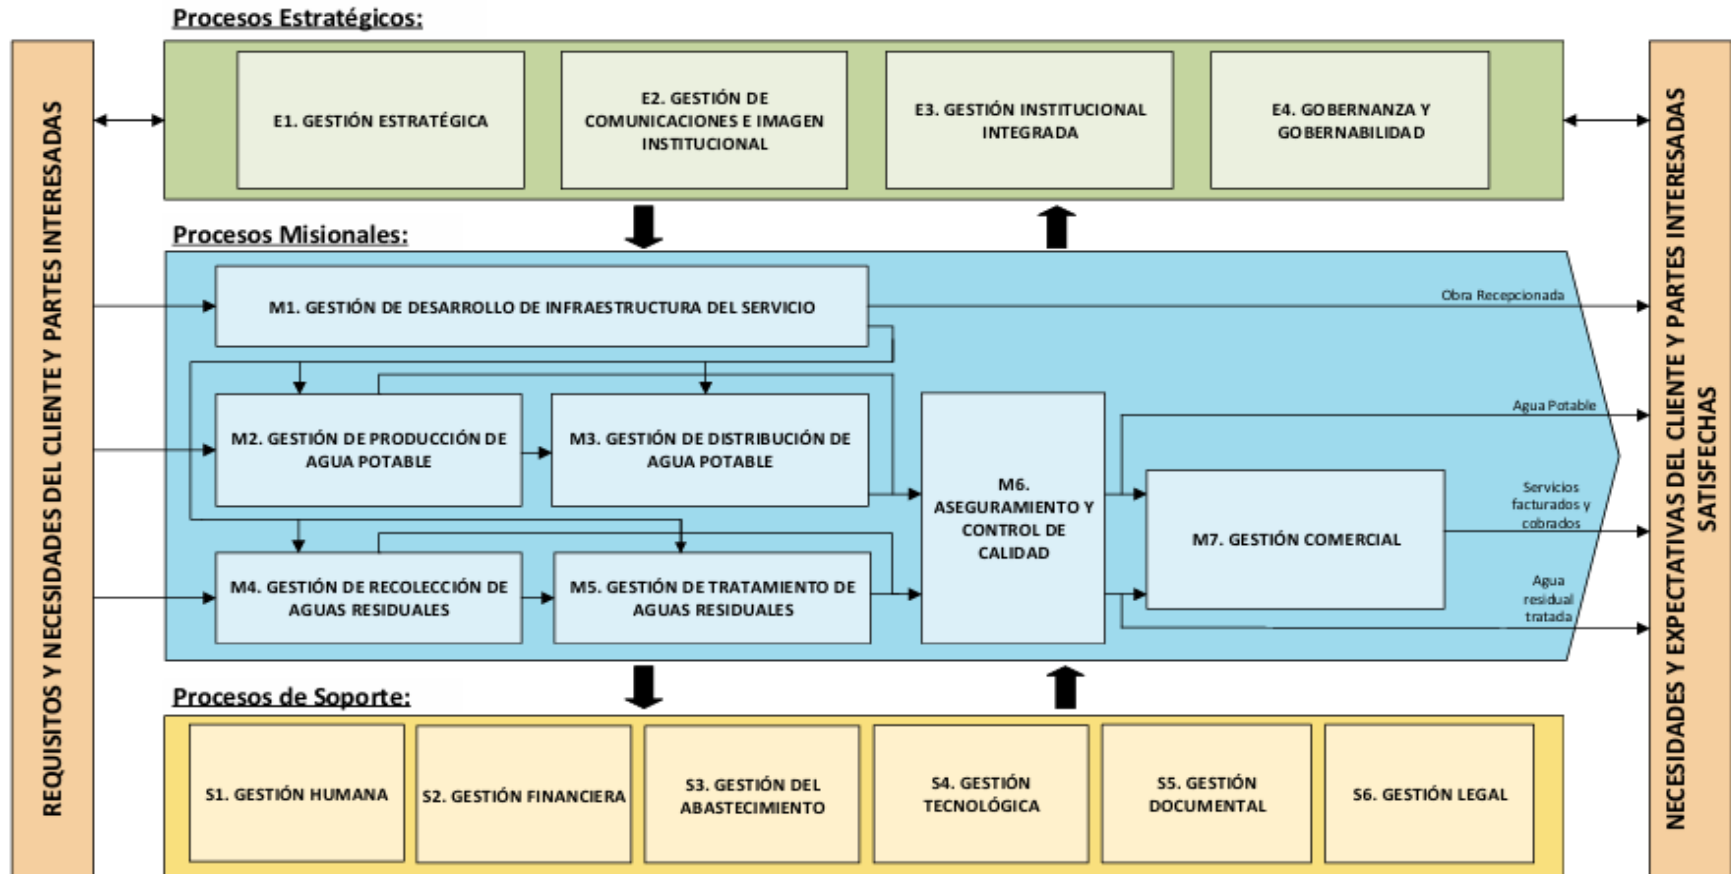 Procesos Estratégicos:
REQUISITOS Y NECESIDADES DEL CLIENTE Y PARTES INTERESADAS
E1. GESTIÓN ESTRATÉGICA
E2. GESTIÓN DE
COMUNICACIONES E IMAGEN
INSTITUCIONAL
E3. GESTIÓN INSTITUCIONAL
INTEGRADA
E4. GOBERNANZA Y
GOBERNABILIDAD
Procesos Misionales:
M1. GESTIÓN DE DESARROLLO DE INFRAESTRUCTURA DEL SERVICIO
Obra Recepcionada
M2. GESTIÓN DE PRODUCCIÓN DE
AGUA POTABLE
M3. GESTIÓN DE DISTRIBUCIÓN DE
AGUA POTABLE
M4. GESTIÓN DE RECOLECCIÓN DE
AGUAS RESIDUALES
M5. GESTIÓN DE TRATAMIENTO DE
AGUAS RESIDUALES
M6.
ASEGURAMIENTO Y
CONTROL DE
CALIDAD
M7. GESTIÓN COMERCIAL
Agua Potable
Servicios
facturados y
cobrados
Agua
residual
tratada
Procesos de Soporte:
S1. GESTIÓN HUMANA
S2. GESTIÓN FINANCIERA
S3. GESTIÓN DEL
ABASTECIMIENTO
S4. GESTIÓN
TECNOLÓGICA
S5. GESTIÓN
DOCUMENTAL
S6. GESTIÓN LEGAL
NECESIDADES Y EXPECTATIVAS DEL CLIENTE Y PARTES INTERESADAS
SATISFECHAS